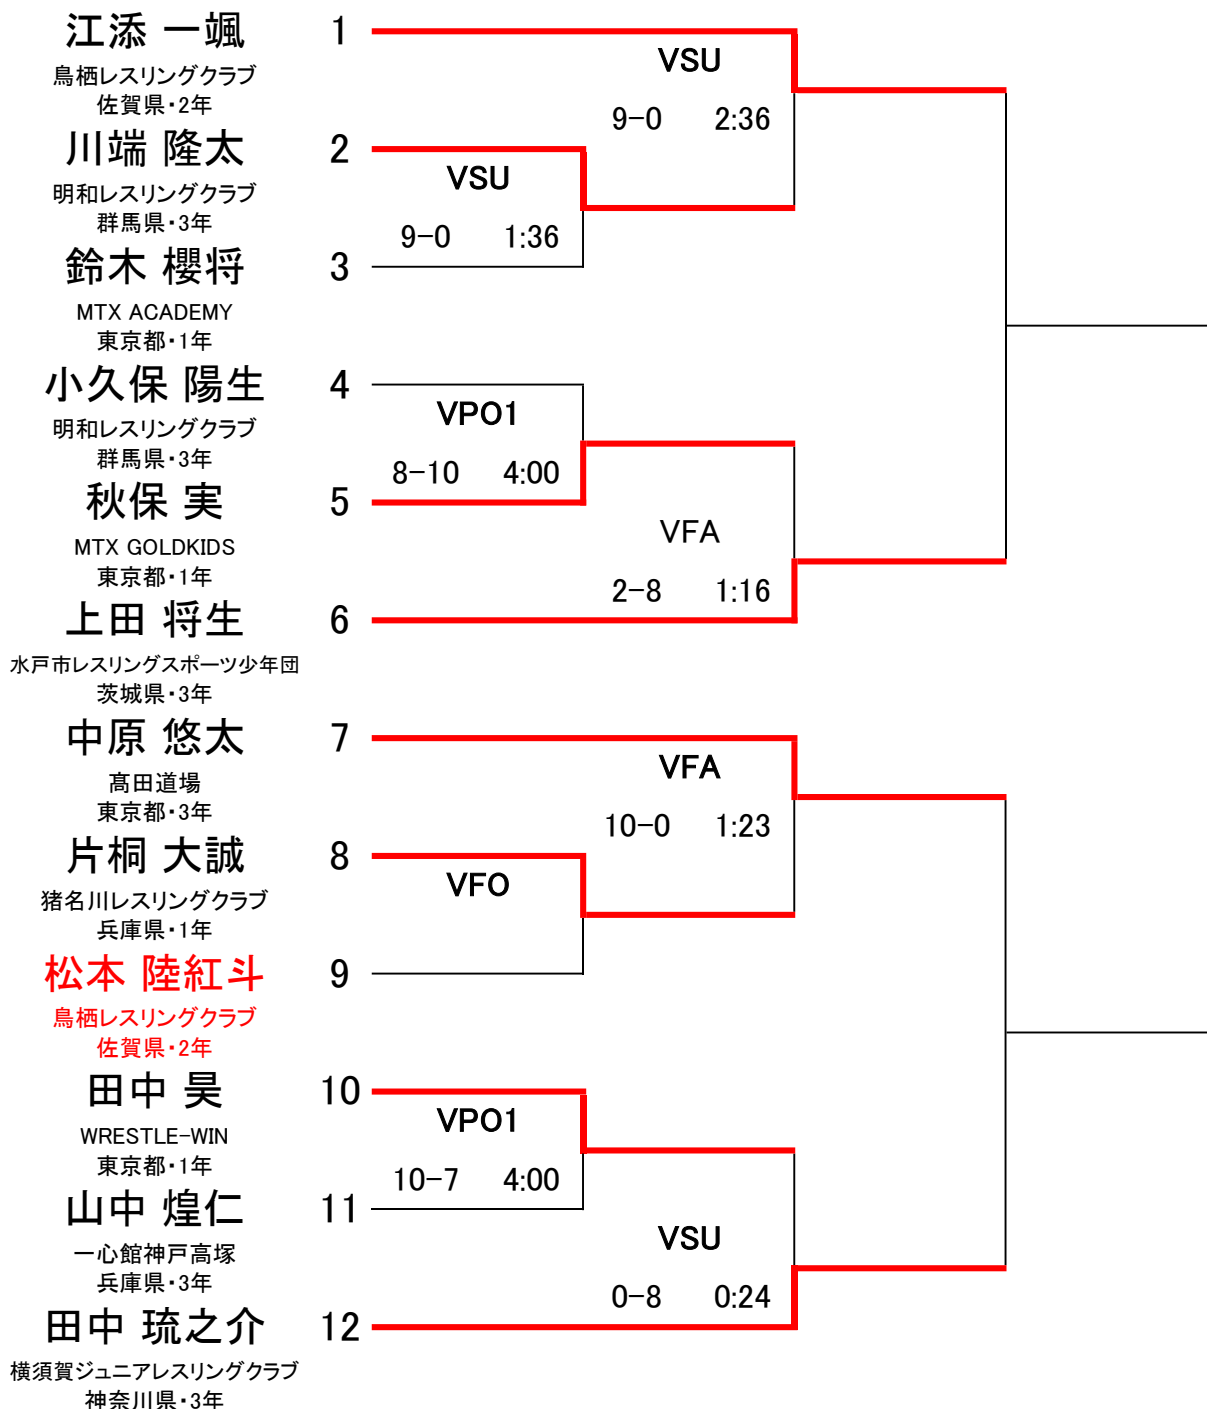 江添 一颯 1
鳥栖レスリングクラブ
佐賀県・2年
VSU
9-0 2:36
川端 隆太 2
明和レスリングクラブ
群馬県・3年
VSU
9-0 1:36
鈴木 櫻将 3
MTX ACADEMY
東京都・1年
小久保 陽生 4
明和レスリングクラブ
群馬県・3年
VPO1
8-10 4:00
秋保 実 5
MTX GOLDKIDS
東京都・1年
VFA
2-8 1:16
上田 将生 6
水戸市レスリングスポーツ少年団
茨城県・3年
中原 悠太 7
髙田道場
東京都・3年
VFA
10-0 1:23
片桐 大誠 8
猪名川レスリングクラブ
兵庫県・1年
VFO
松本 陸紅斗 9
鳥栖レスリングクラブ
佐賀県・2年
田中 昊 10
WRESTLE-WIN
東京都・1年
VPO1
10-7 4:00
山中 煌仁 11
一心館神戸高塚
兵庫県・3年
VSU
0-8 0:24
田中 琉之介 12
横須賀ジュニアレスリングクラブ
神奈川県・3年